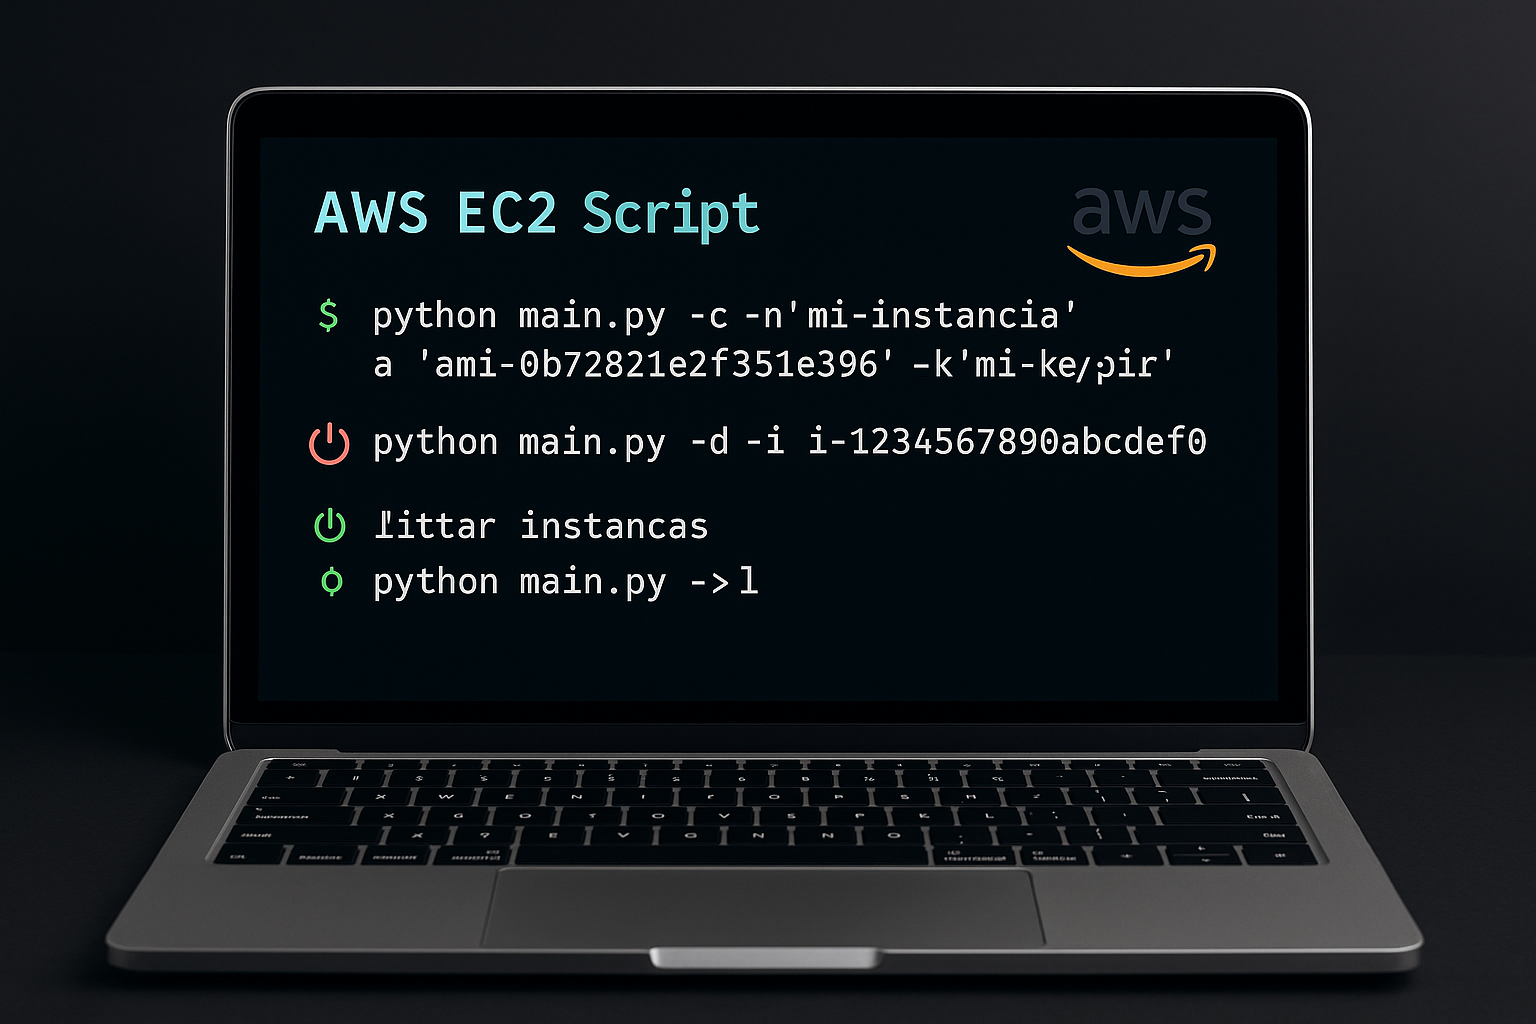 AWS EC2 Script
aws
$ python main.py -c -n'mi-instancia'
a 'ami-0b72821e2f351e396' -k'mi-ke/pir'
python main.py -d -i i-1234567890abcdef0
instancas
python main.py -> l